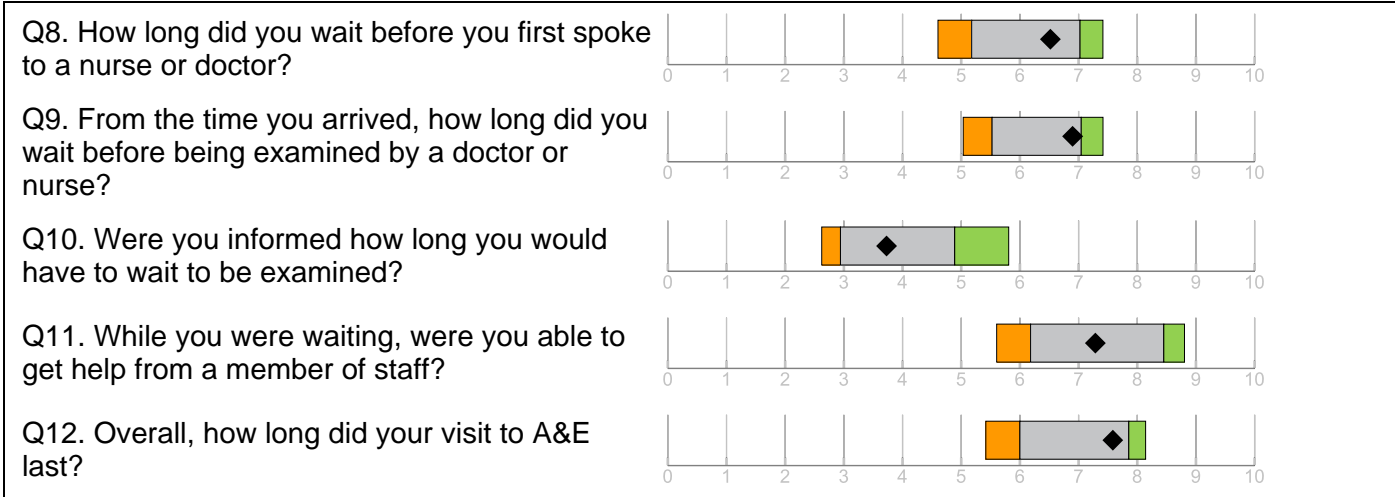 Q8. How long did you wait before you first spoke
to a nurse or doctor?
0 1 2 3 4 5 6 7 8 9 10
Q9. From the time you arrived, how long did you
wait before being examined by a doctor or
nurse?
0 1 2 3 4 5 6 7 8 9 10
Q10. Were you informed how long you would
have to wait to be examined?
0 1 2 3 4 5 6 7 8 9 10
Q11. While you were waiting, were you able to
get help from a member of staff?
0 1 2 3 4 5 6 7 8 9 10
Q12. Overall, how long did your visit to A&E
last?
0 1 2 3 4 5 6 7 8 9 10